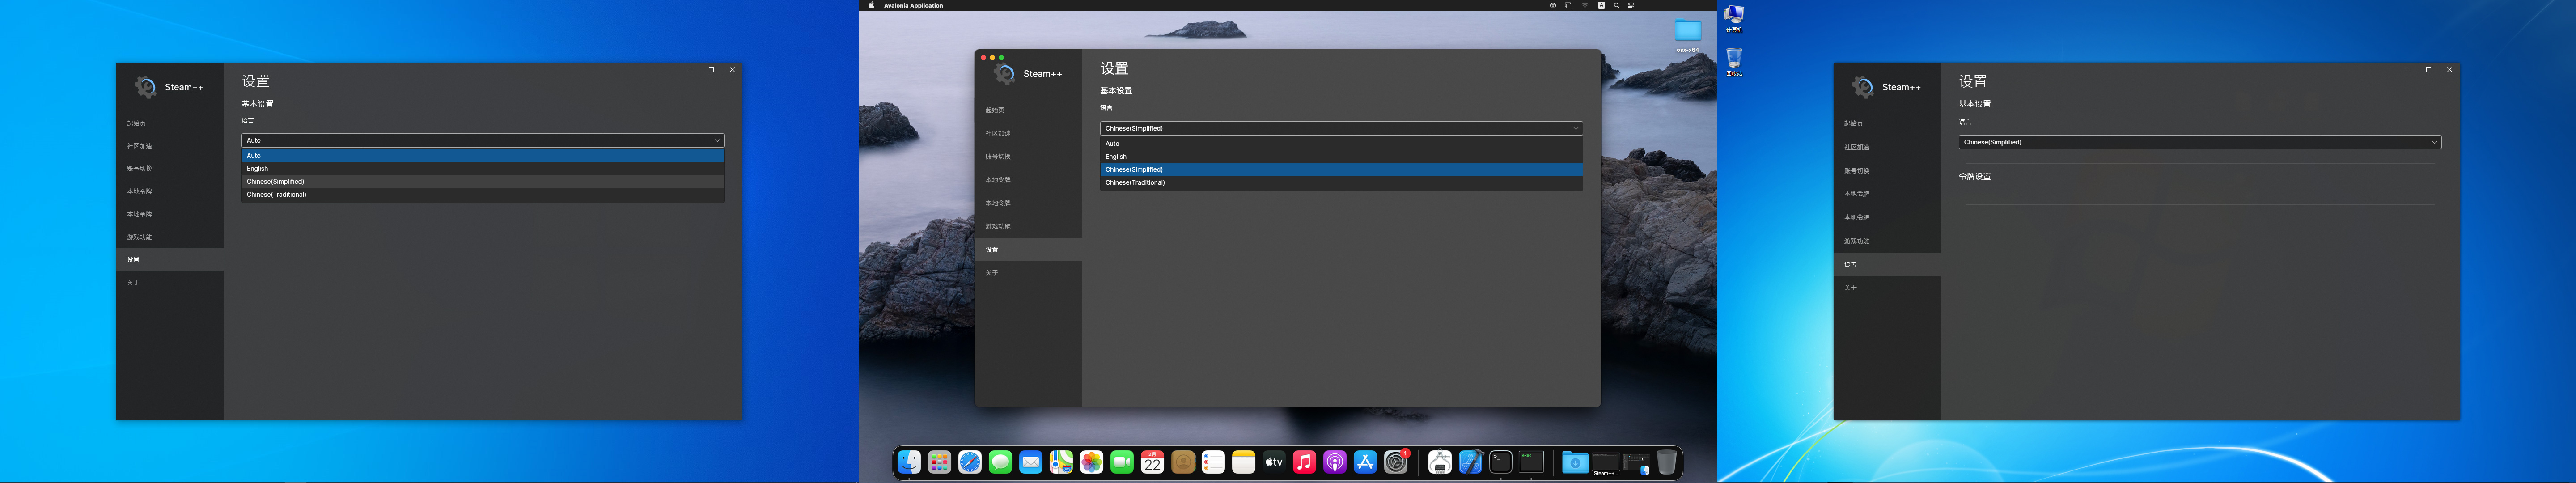 Steam++
起始页
社区加速
账号切换
本地令牌
本地令牌
游戏功能
设置
关于
设置
基本设置
语言
Auto
Auto
English
Chinese(Simplified)
Chinese(Traditional)
Avalonia Application
A
osx-x64
Steam++
起始页
社区加速
账号切换
本地令牌
本地令牌
游戏功能
设置
关于
设置
基本设置
语言
Chinese(Simplified)
Auto
English
Chinese(Simplified)
Chinese(Traditional)
2月
22
tv
1
Steam++...
计算机
回收站
Steam++
起始页
社区加速
账号切换
本地令牌
本地令牌
游戏功能
设置
关于
设置
基本设置
语言
Chinese(Simplified)
令牌设置